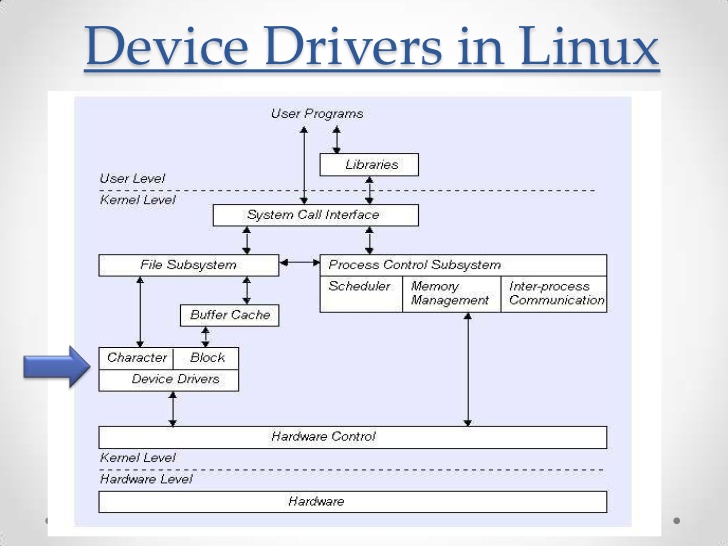 Device Drivers in Linux
User Programs
Libraries
User Level
Kernel Level
System Call Interface
File Subsystem
Process Control Subsystem
Scheduler
Memory
Management
Inter-process
Communication
Buffer Cache
Character
Block
Device Drivers
Hardware Control
Kernel Level
Hardware Level
Hardware